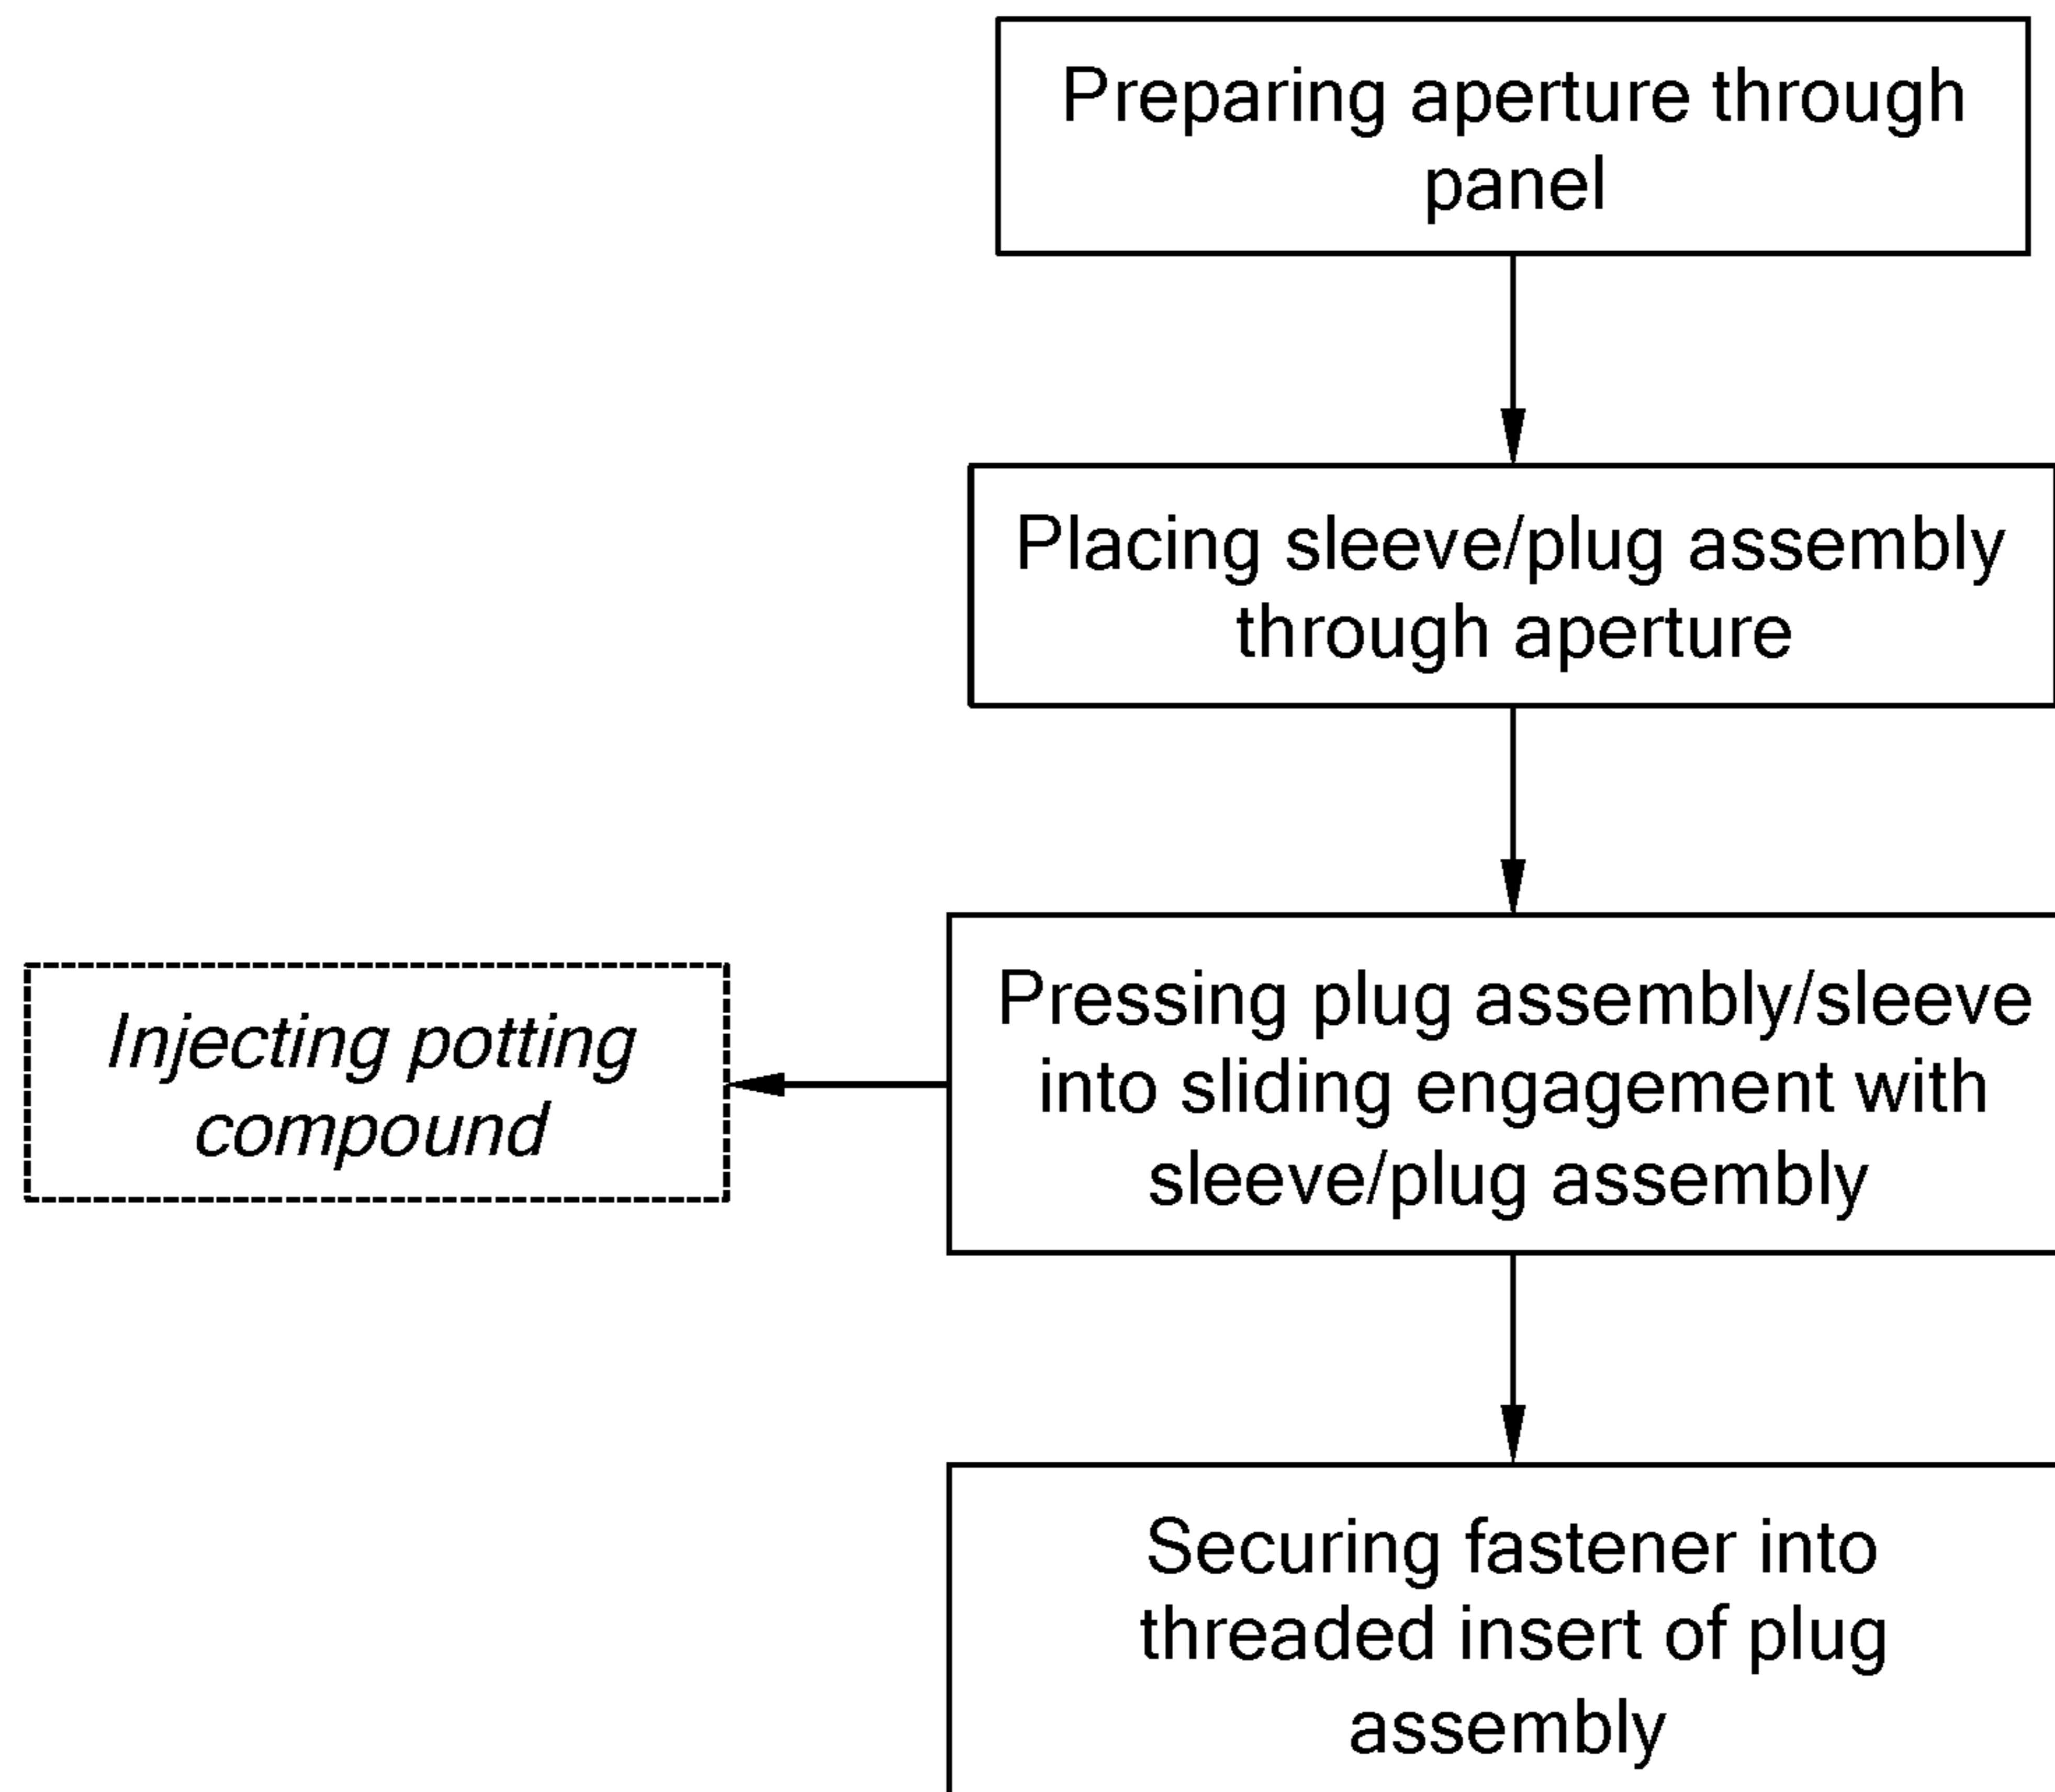 Preparing aperture through
panel
Placing sleeve/plug assembly
through aperture
Injecting potting
compound
Pressing plug assembly/sleeve
into sliding engagement with
sleeve/plug assembly
Securing fastener into
threaded insert of plug
assembly